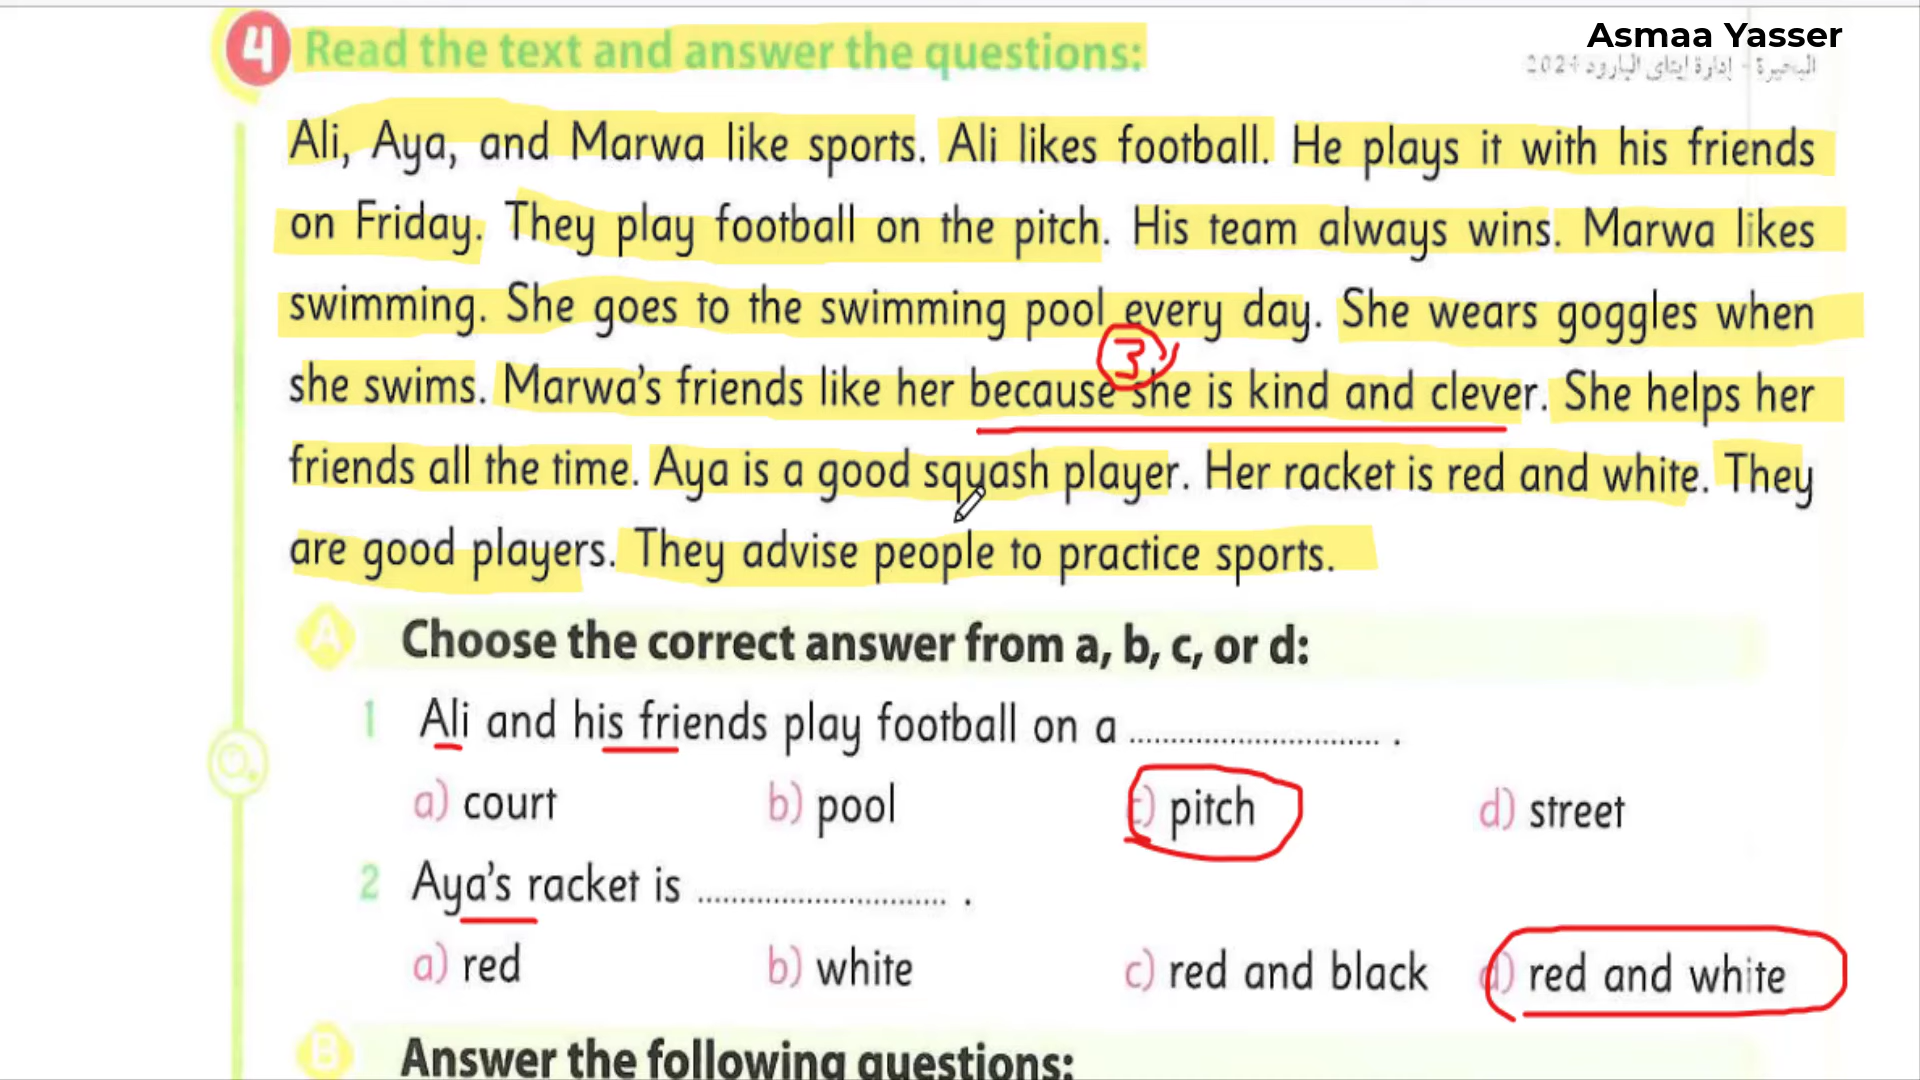 Asmaa Yasser
4 Read the text and answer the questions:
البحيرة - إدارة إيتاى البارود 2024
Ali, Aya, and Marwa like sports. Ali likes football. He plays it with his friends
on Friday. They play football on the pitch. His team always wins. Marwa likes
swimming. She goes to the swimming pool every day. She wears goggles when
3
she swims. Marwa's friends like her because she is kind and clever. She helps her
friends all the time. Aya is a good squash player. Her racket is red and white. They
are good players. They advise people to practice sports.
A Choose the correct answer from a, b, c, or d:
1 Ali and his friends play football on a ............................ .
a) court b) pool c) pitch d) street
2 Aya's racket is ............................ .
a) red b) white c) red and black d) red and white
B Answer the following questions: